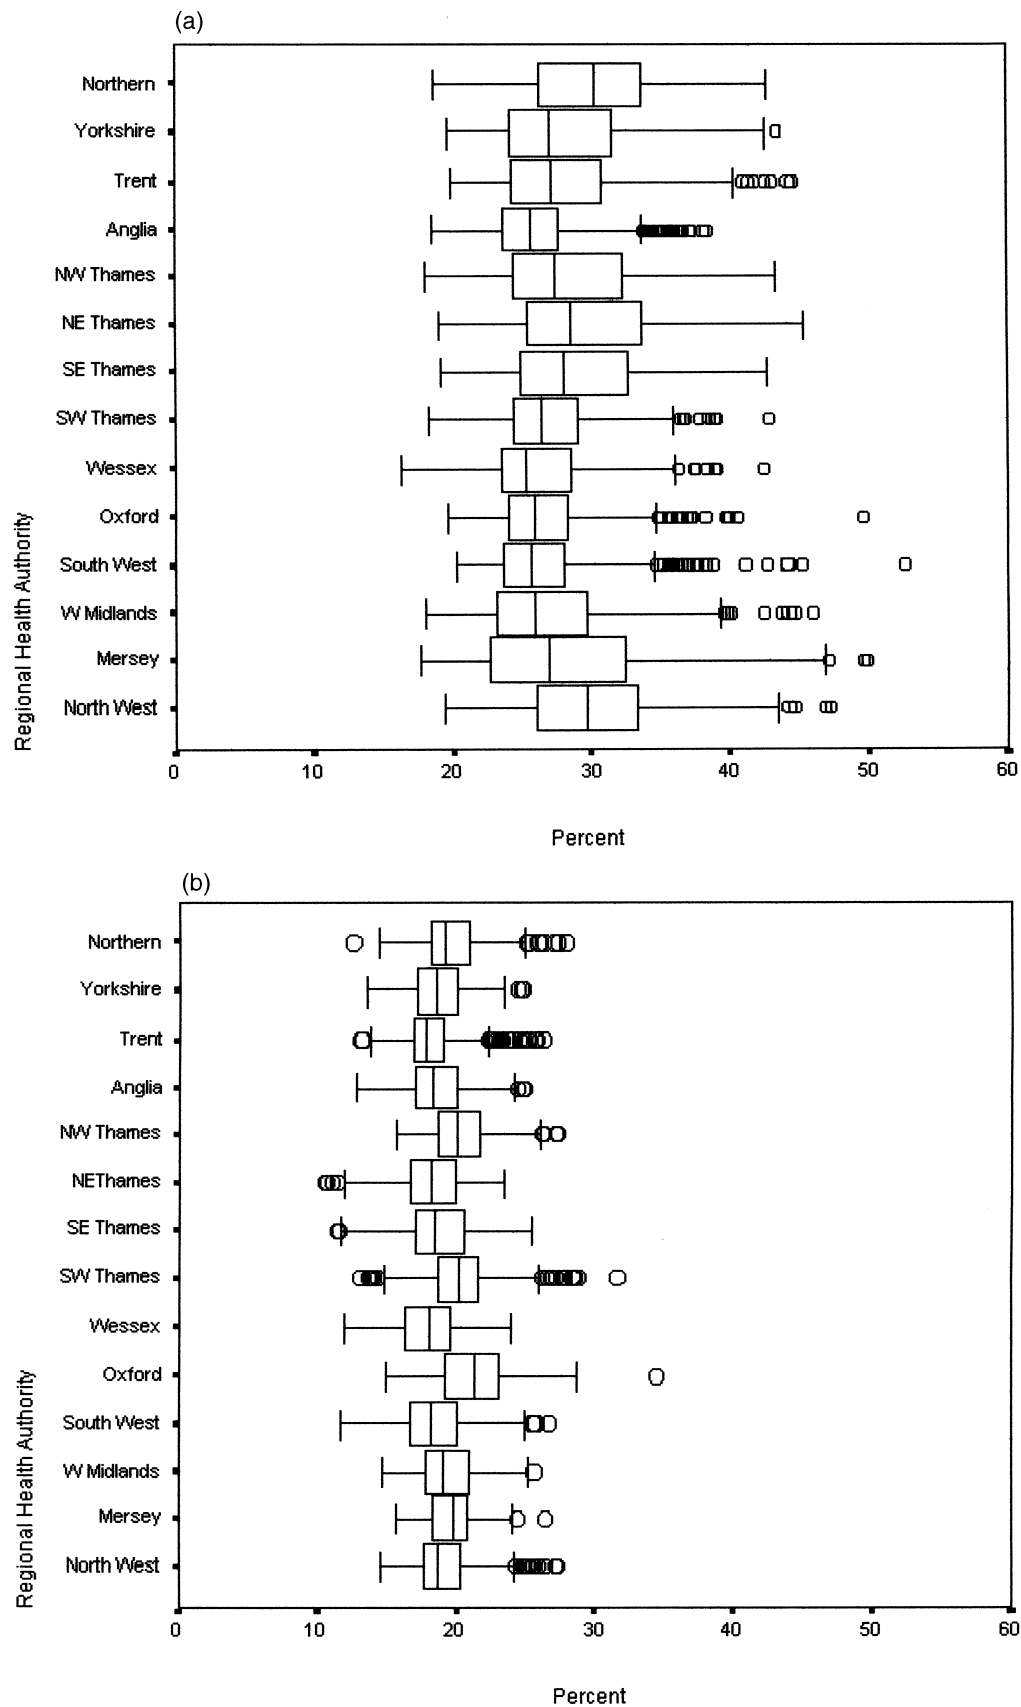 (a)
Northern
Yorkshire
Trent
Anglia
NW Thames
NE Thames
SE Thames
SW Thames
Wessex
Oxford
South West
W Midlands
Mersey
North West
Regional Health Authority
0 10 20 30 40 50 60
Percent
(b)
Northern
Yorkshire
Trent
Anglia
NW Thames
NEThames
SE Thames
SW Thames
Wessex
Oxford
South West
W Midlands
Mersey
North West
Regional Health Authority
0 10 20 30 40 50 60
Percent